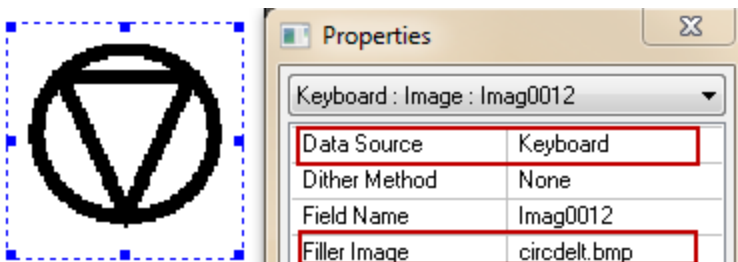 Properties
Keyboard : Image : Imag0012
Data Source Keyboard
Dither Method None
Field Name Imag0012
Filler Image circdelt.bmp